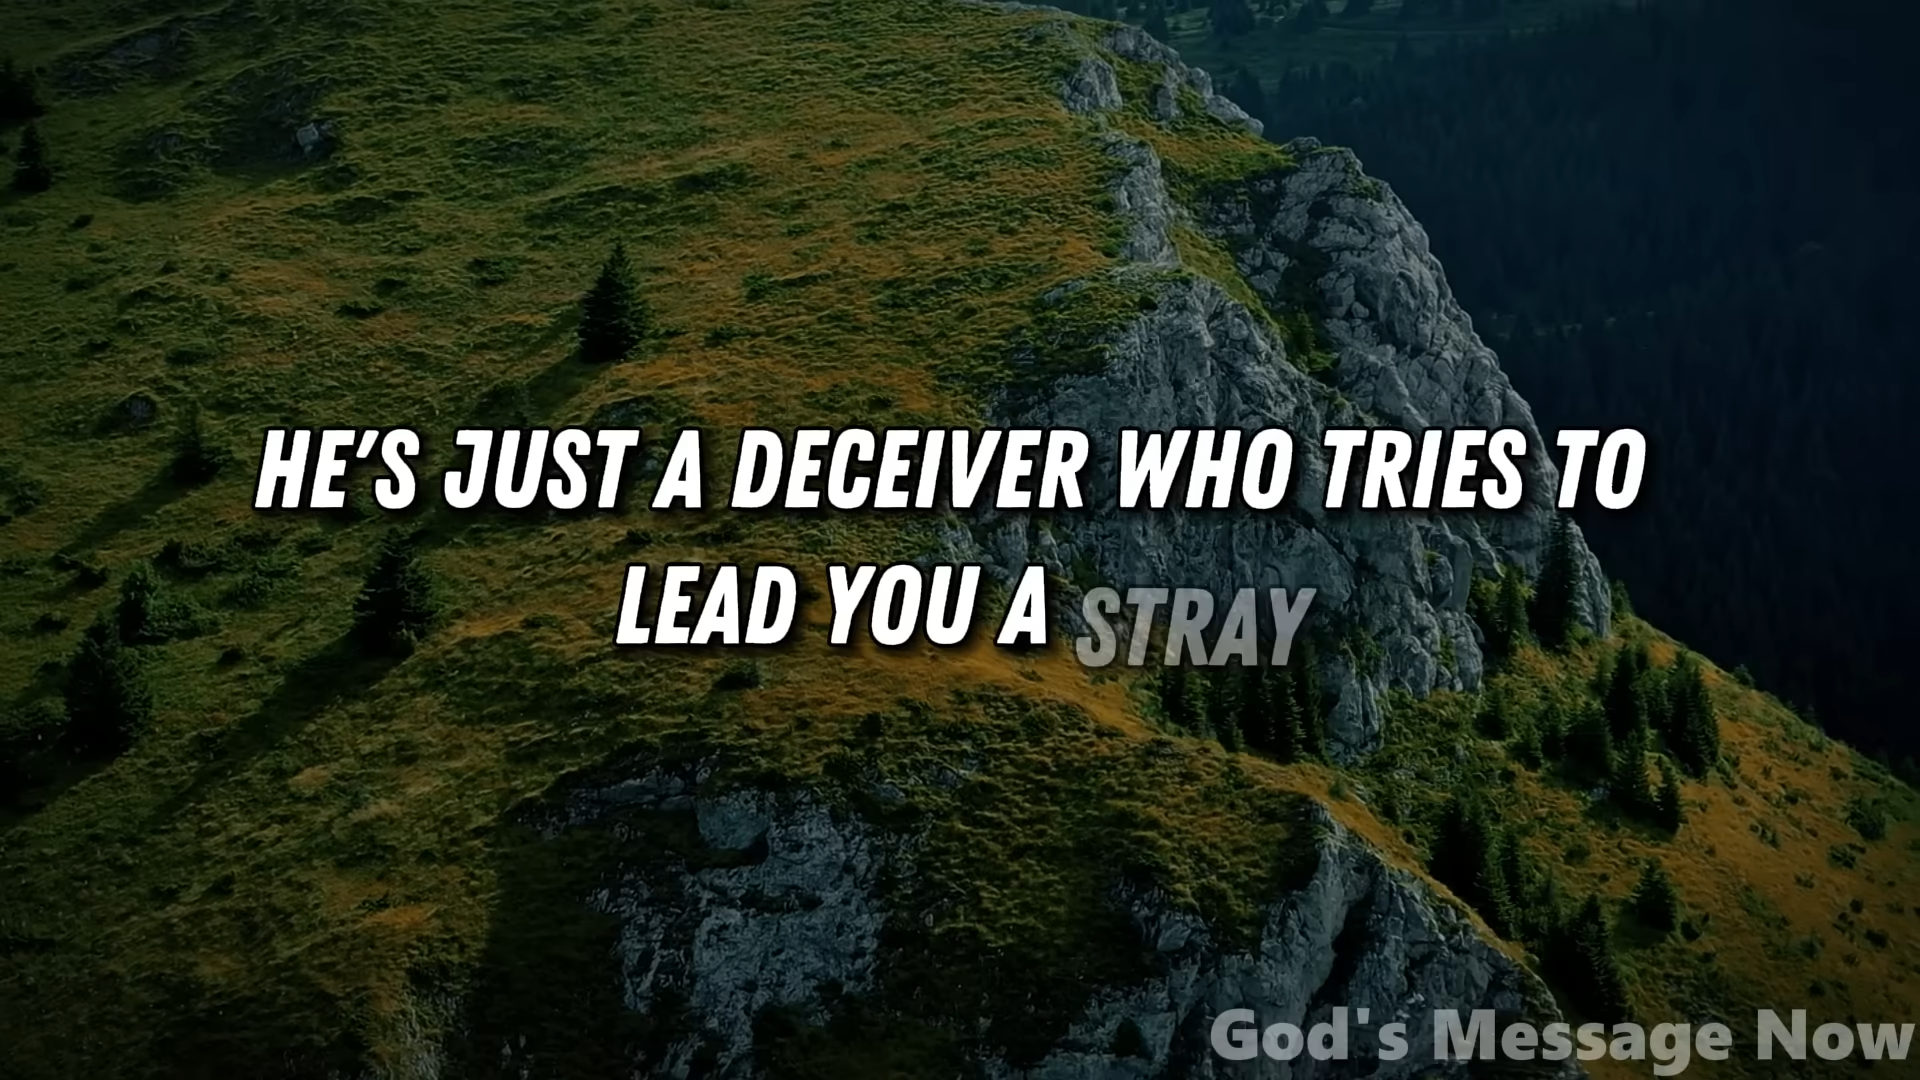 HE'S JUST A DECEIVER WHO TRIES TO
LEAD YOU A STRAY
God's Message Now